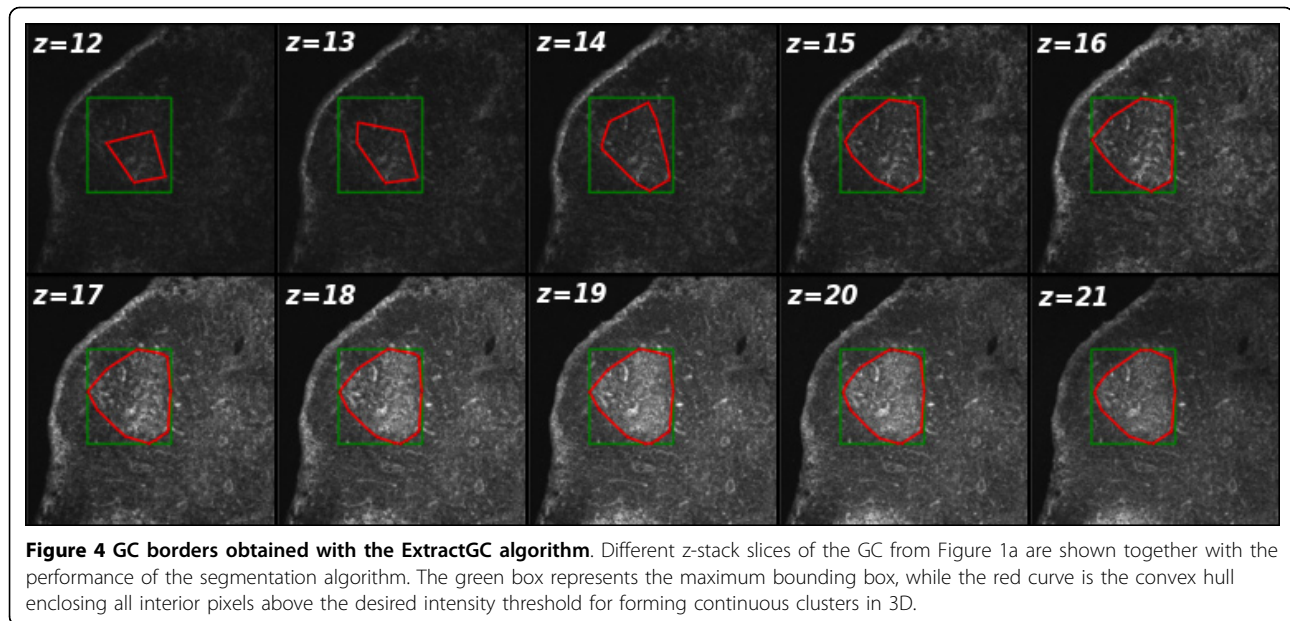 z=12 z=13 z=14 z=15 z=16
z=17 z=18 z=19 z=20 z=21
Figure 4 GC borders obtained with the ExtractGC algorithm. Different z-stack slices of the GC from Figure 1a are shown together with the
performance of the segmentation algorithm. The green box represents the maximum bounding box, while the red curve is the convex hull
enclosing all interior pixels above the desired intensity threshold for forming continuous clusters in 3D.